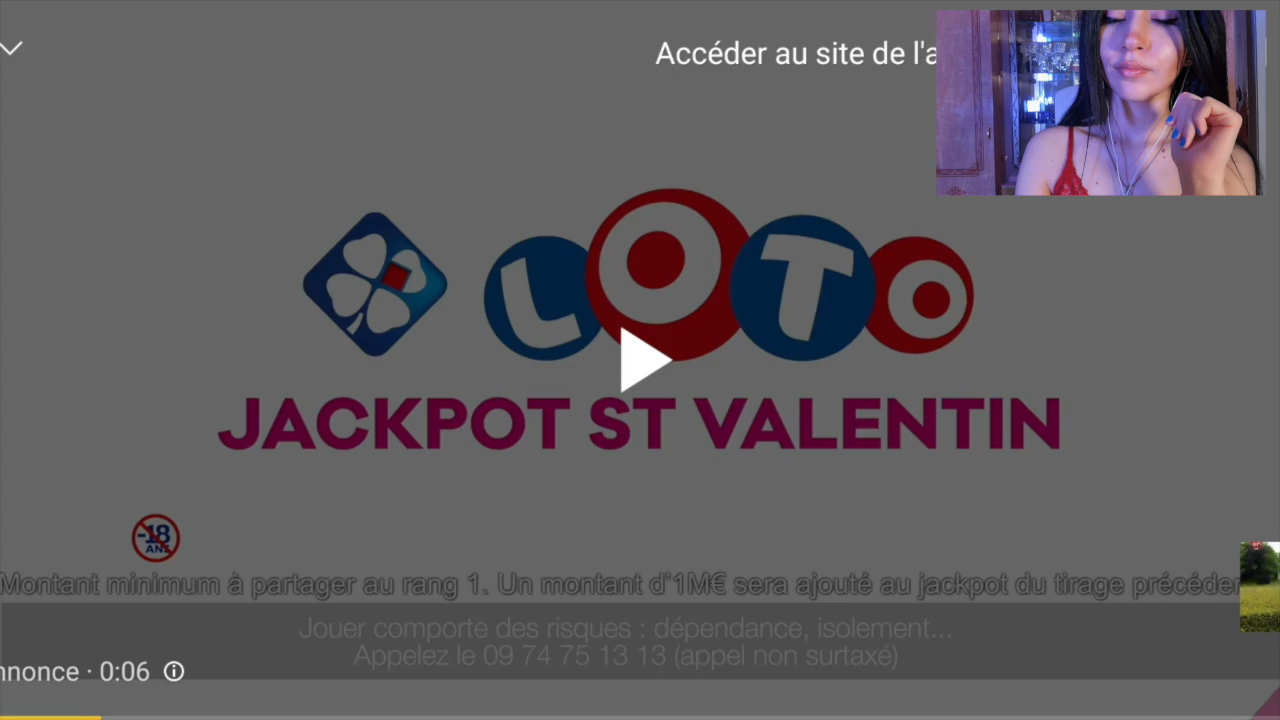 Accéder au site de l'a
LOTO
JACKPOT ST VALENTIN
-18
ANS
Montant minimum à partager au rang 1. Un montant d'1M€ sera ajouté au jackpot du tirage précéden
Jouer comporte des risques : dépendance, isolement...
Appelez le 09 74 75 13 13 (appel non surtaxé)
nnonce · 0:06